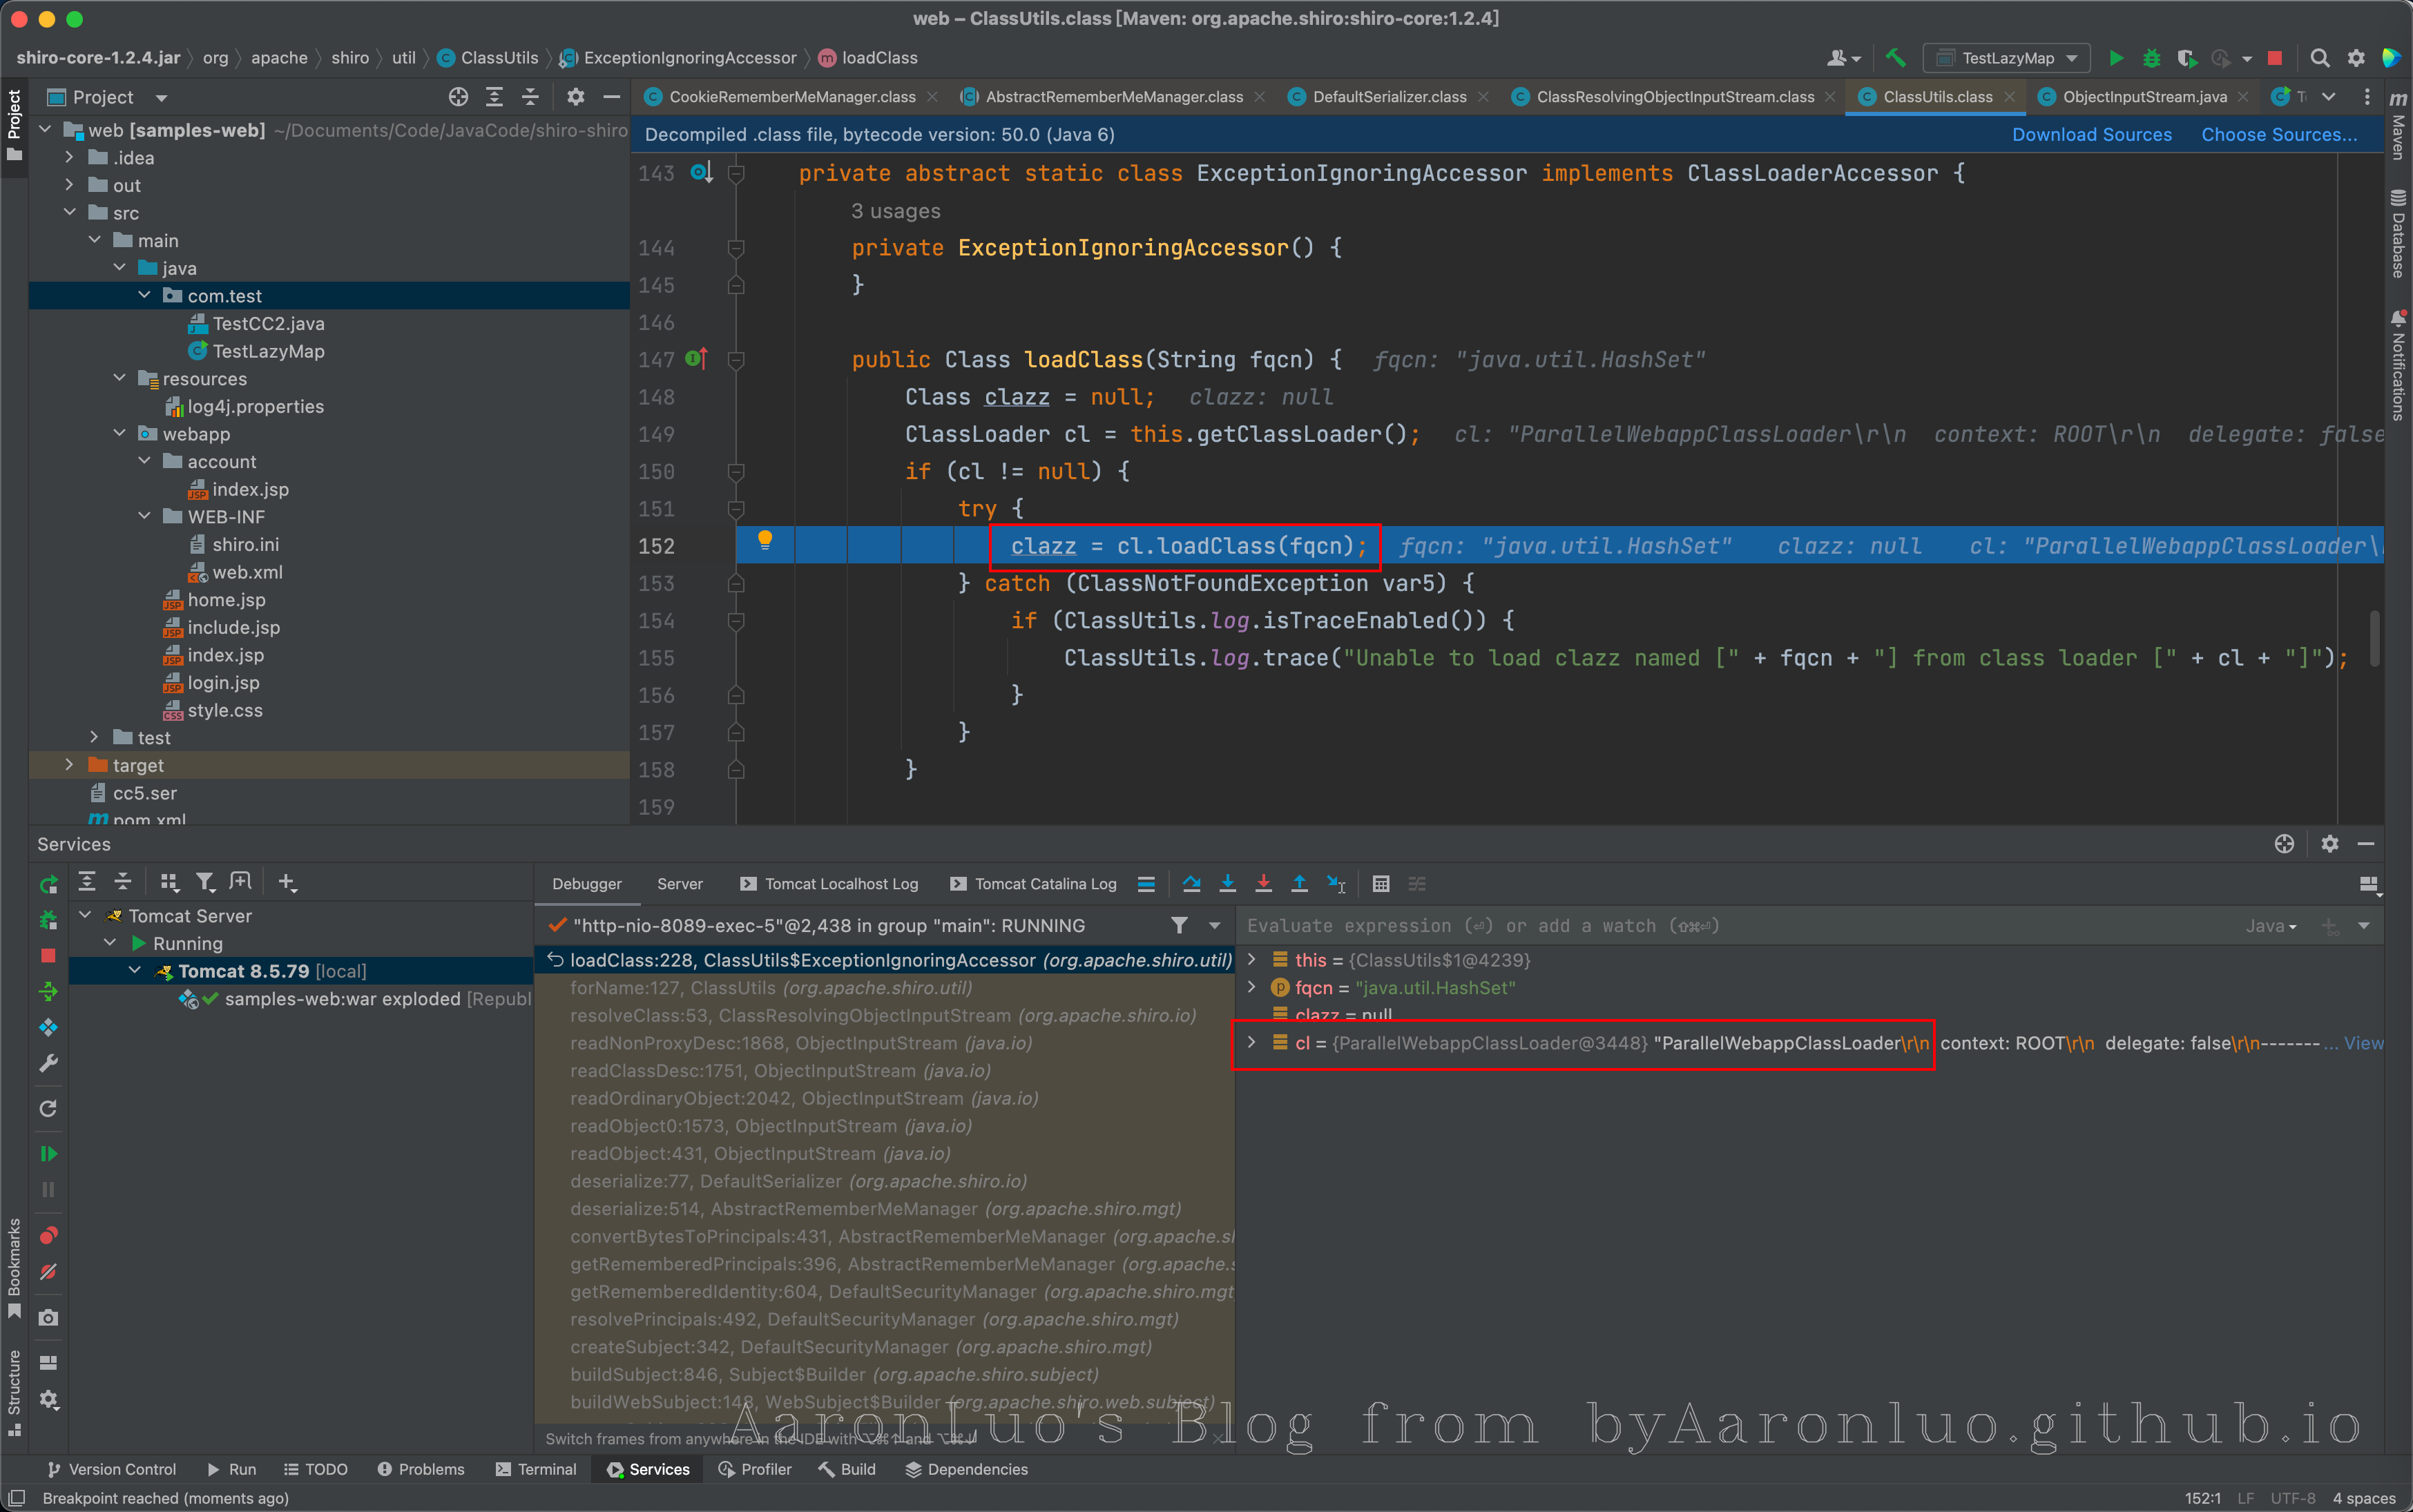 web – ClassUtils.class [Maven: org.apache.shiro:shiro-core:1.2.4]
shiro-core-1.2.4.jar org apache shiro util ClassUtils ExceptionIgnoringAccessor loadClass
TestLazyMap
Project
CookieRememberMeManager.class AbstractRememberMeManager.class DefaultSerializer.class ClassResolvingObjectInputStream.class ClassUtils.class ObjectInputStream.java
Decompiled .class file, bytecode version: 50.0 (Java 6) Download Sources Choose Sources...
Project
Bookmarks
Structure
Maven
Database
Notifications
web [samples-web] ~/Documents/Code/JavaCode/shiro-shiro
.idea
out
src
main
java
com.test
TestCC2.java
TestLazyMap
resources
log4j.properties
webapp
account
index.jsp
WEB-INF
shiro.ini
web.xml
home.jsp
include.jsp
index.jsp
login.jsp
style.css
test
target
cc5.ser
pom.xml
143 private abstract static class ExceptionIgnoringAccessor implements ClassLoaderAccessor {
3 usages
144 private ExceptionIgnoringAccessor() {
145 }
146
147 public Class loadClass(String fqcn) { fqcn: "java.util.HashSet"
148 Class clazz = null; clazz: null
149 ClassLoader cl = this.getClassLoader(); cl: "ParallelWebappClassLoader\r\n context: ROOT\r\n delegate: false
150 if (cl != null) {
151 try {
152 clazz = cl.loadClass(fqcn); fqcn: "java.util.HashSet" clazz: null cl: "ParallelWebappClassLoader\
153 } catch (ClassNotFoundException var5) {
154 if (ClassUtils.log.isTraceEnabled()) {
155 ClassUtils.log.trace("Unable to load clazz named [" + fqcn + "] from class loader [" + cl + "]");
156 }
157 }
158 }
159
Services
Debugger Server Tomcat Localhost Log Tomcat Catalina Log
Tomcat Server
Running
Tomcat 8.5.79 [local]
samples-web:war exploded [Republ
"http-nio-8089-exec-5"@2,438 in group "main": RUNNING
loadClass:228, ClassUtils$ExceptionIgnoringAccessor (org.apache.shiro.util)
forName:127, ClassUtils (org.apache.shiro.util)
resolveClass:53, ClassResolvingObjectInputStream (org.apache.shiro.io)
readNonProxyDesc:1868, ObjectInputStream (java.io)
readClassDesc:1751, ObjectInputStream (java.io)
readOrdinaryObject:2042, ObjectInputStream (java.io)
readObject0:1573, ObjectInputStream (java.io)
readObject:431, ObjectInputStream (java.io)
deserialize:77, DefaultSerializer (org.apache.shiro.io)
deserialize:514, AbstractRememberMeManager (org.apache.shiro.mgt)
convertBytesToPrincipals:431, AbstractRememberMeManager (org.apache.sh
getRememberedPrincipals:396, AbstractRememberMeManager (org.apache.s
getRememberedIdentity:604, DefaultSecurityManager (org.apache.shiro.mgt
resolvePrincipals:492, DefaultSecurityManager (org.apache.shiro.mgt)
createSubject:342, DefaultSecurityManager (org.apache.shiro.mgt)
buildSubject:846, Subject$Builder (org.apache.shiro.subject)
buildWebSubject:148, WebSubject$Builder (org.apache.shiro.web.subject)
Switch frames from anywhere in the IDE with ⌥⌘↑ and ⌥⌘↓
Evaluate expression (⏎) or add a watch (⇧⌘⏎) Java
this = {ClassUtils$1@4239}
fqcn = "java.util.HashSet"
clazz = null
cl = {ParallelWebappClassLoader@3448} "ParallelWebappClassLoader\r\n context: ROOT\r\n delegate: false\r\n------- ... View
AaronLuo's Blog from byAaronluo.github.io
Version Control Run TODO Problems Terminal Services Profiler Build Dependencies
Breakpoint reached (moments ago) 152:1 LF UTF-8 4 spaces